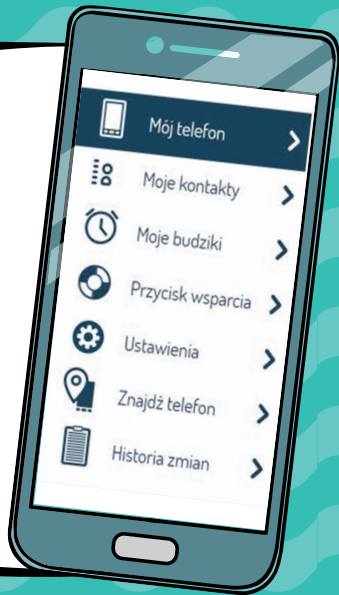 Mój telefon
Moje kontakty
Moje budziki
Przycisk wsparcia
Ustawienia
Znajdź telefon
Historia zmian